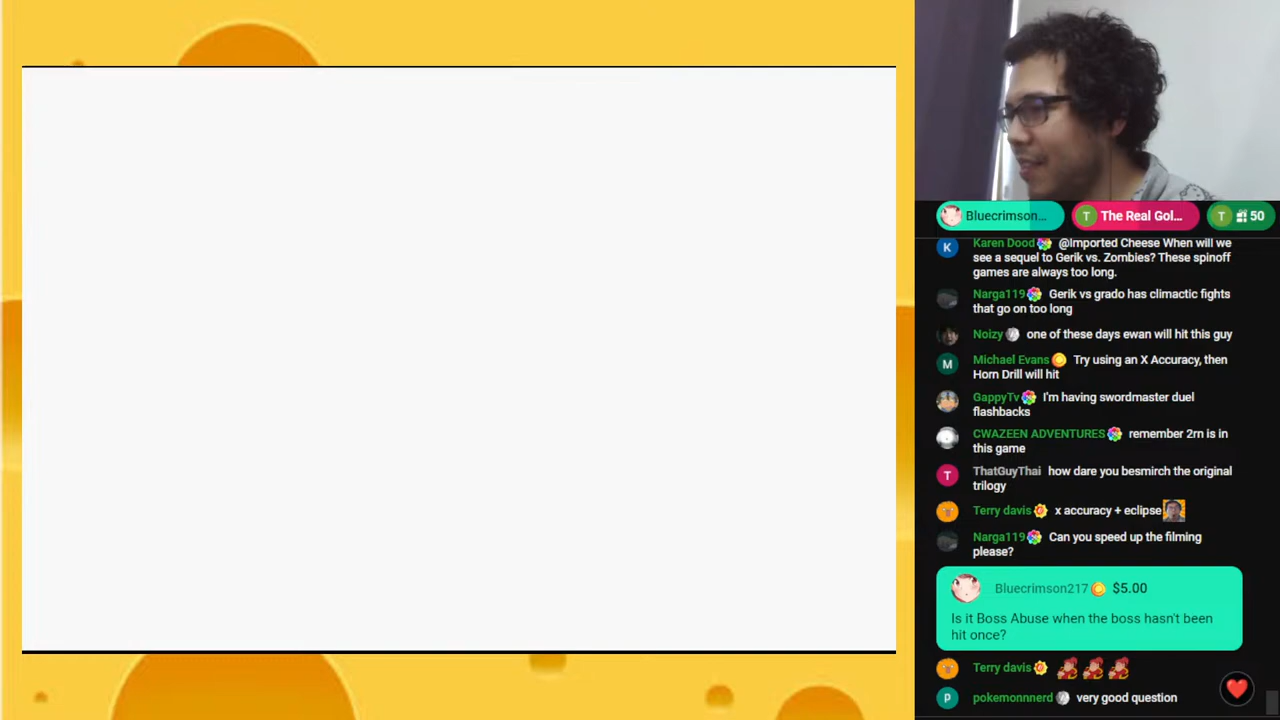 Bluecrimson...
T The Real Gol...
T 50
K Karen Dood @Imported Cheese When will we
see a sequel to Gerik vs. Zombies? These spinoff
games are always too long.
Narga119 Gerik vs grado has climactic fights
that go on too long
Noizy one of these days ewan will hit this guy
M Michael Evans Try using an X Accuracy, then
Horn Drill will hit
GappyTv I'm having swordmaster duel
flashbacks
CWAZEEN ADVENTURES remember 2rn is in
this game
T ThatGuyThai how dare you besmirch the original
trilogy
Terry davis x accuracy + eclipse
Narga119 Can you speed up the filming
please?
Bluecrimson217 $5.00
Is it Boss Abuse when the boss hasn't been
hit once?
Terry davis
p pokemonnnerd very good question